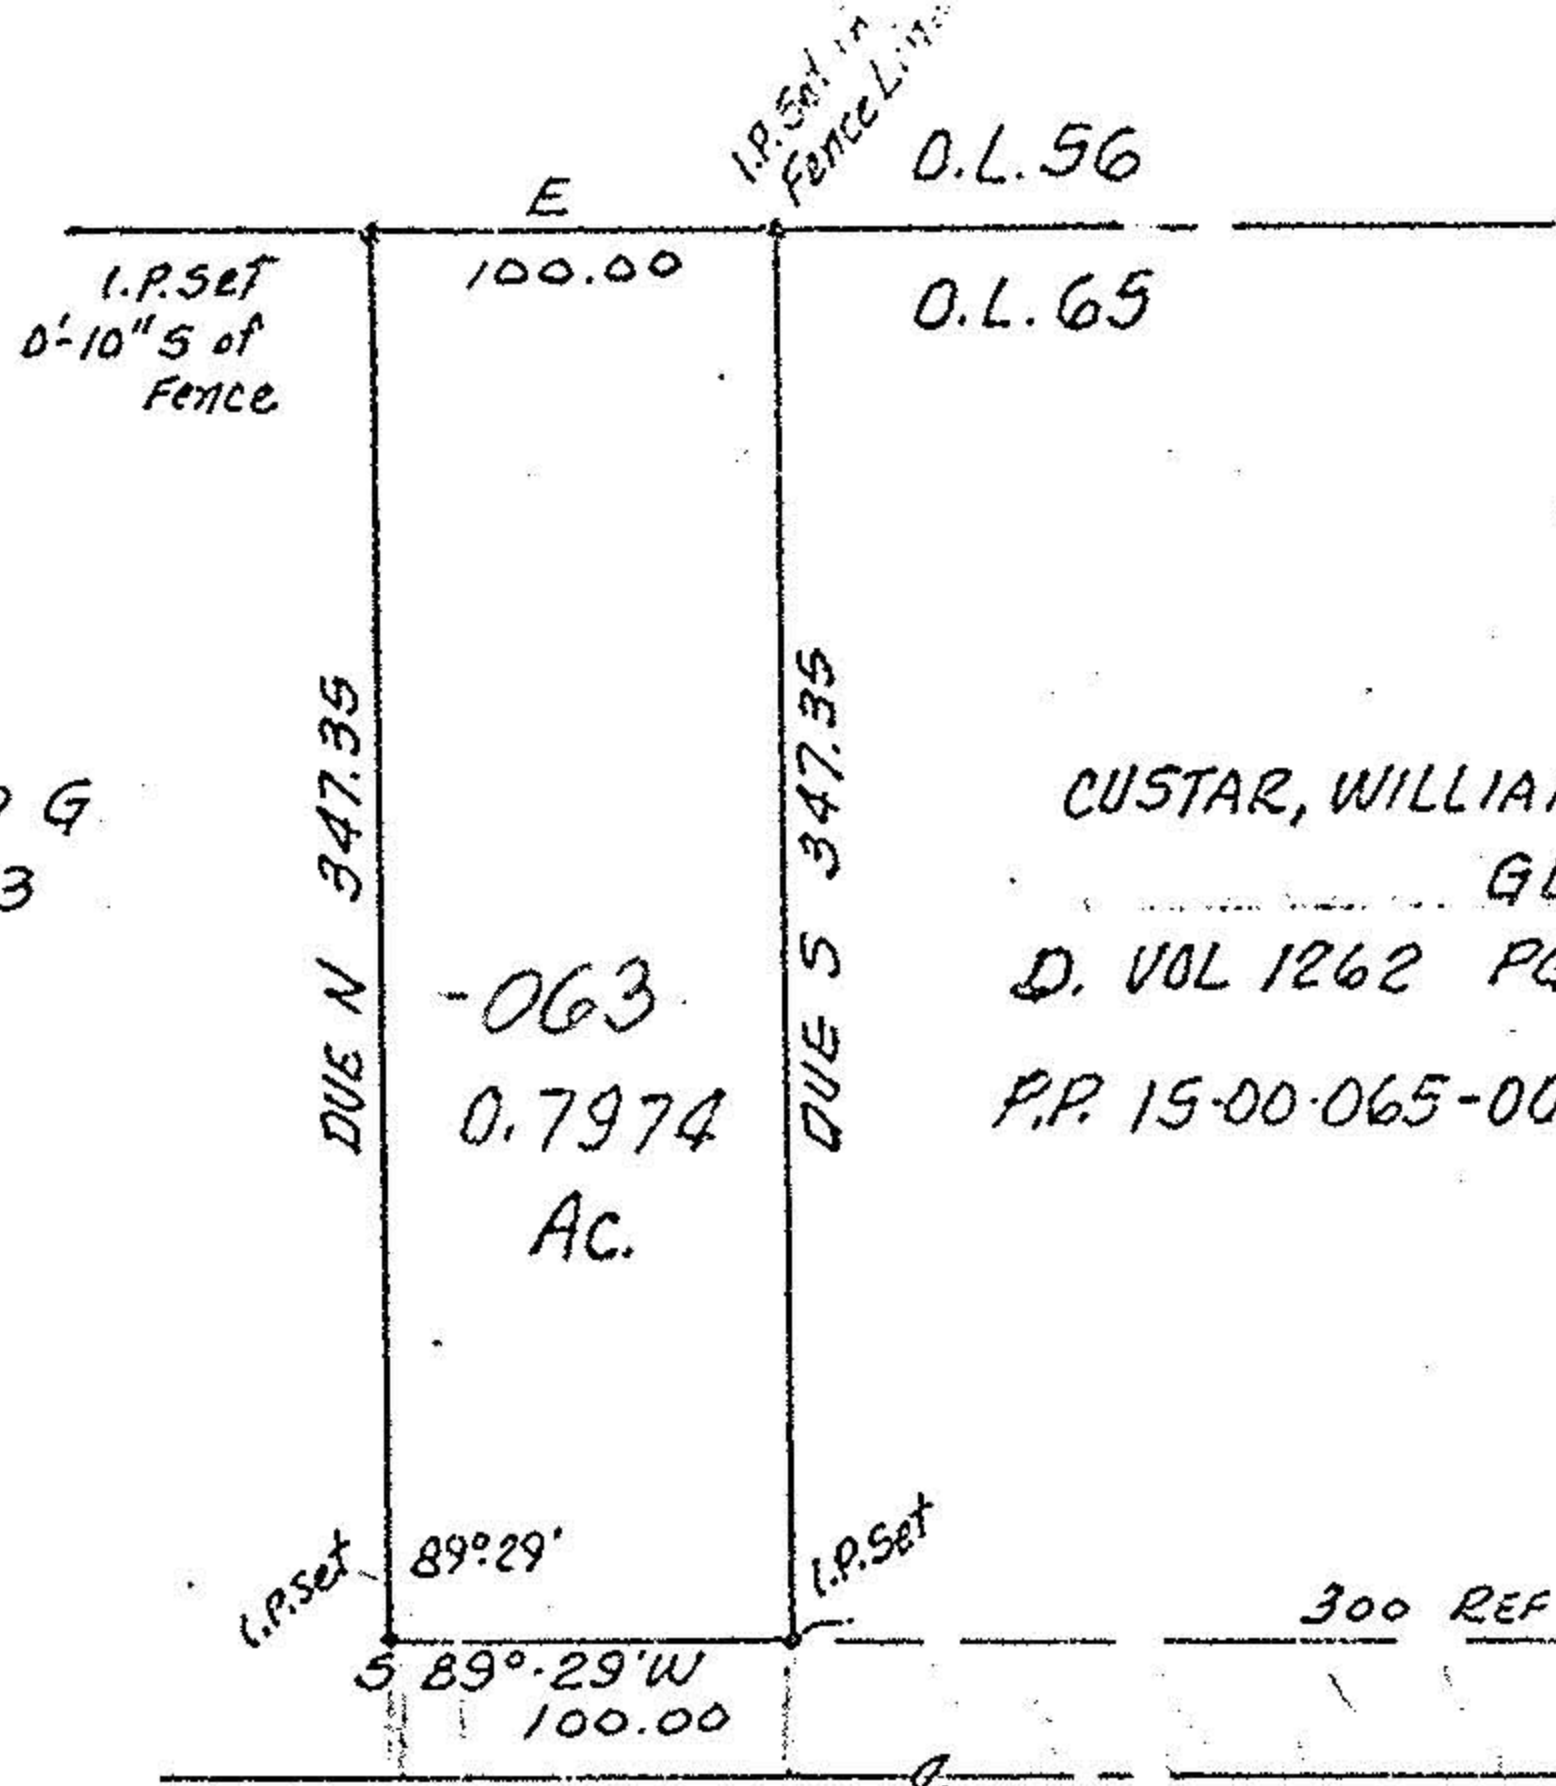 I.P. Set in
Fence Line
O.L. 56
E
100.00
I.P. Set
0'-10" S of
Fence
O.L. 65
DUE N 347.35
DUE S 347.35
G
3
CUSTAR,
D. VOL 1262
-063
0.7974
AC.
P.P. 15-00-065-00
I.P. Set
89°29'
I.P. Set
300 REF
S 89°-29' W
100.00